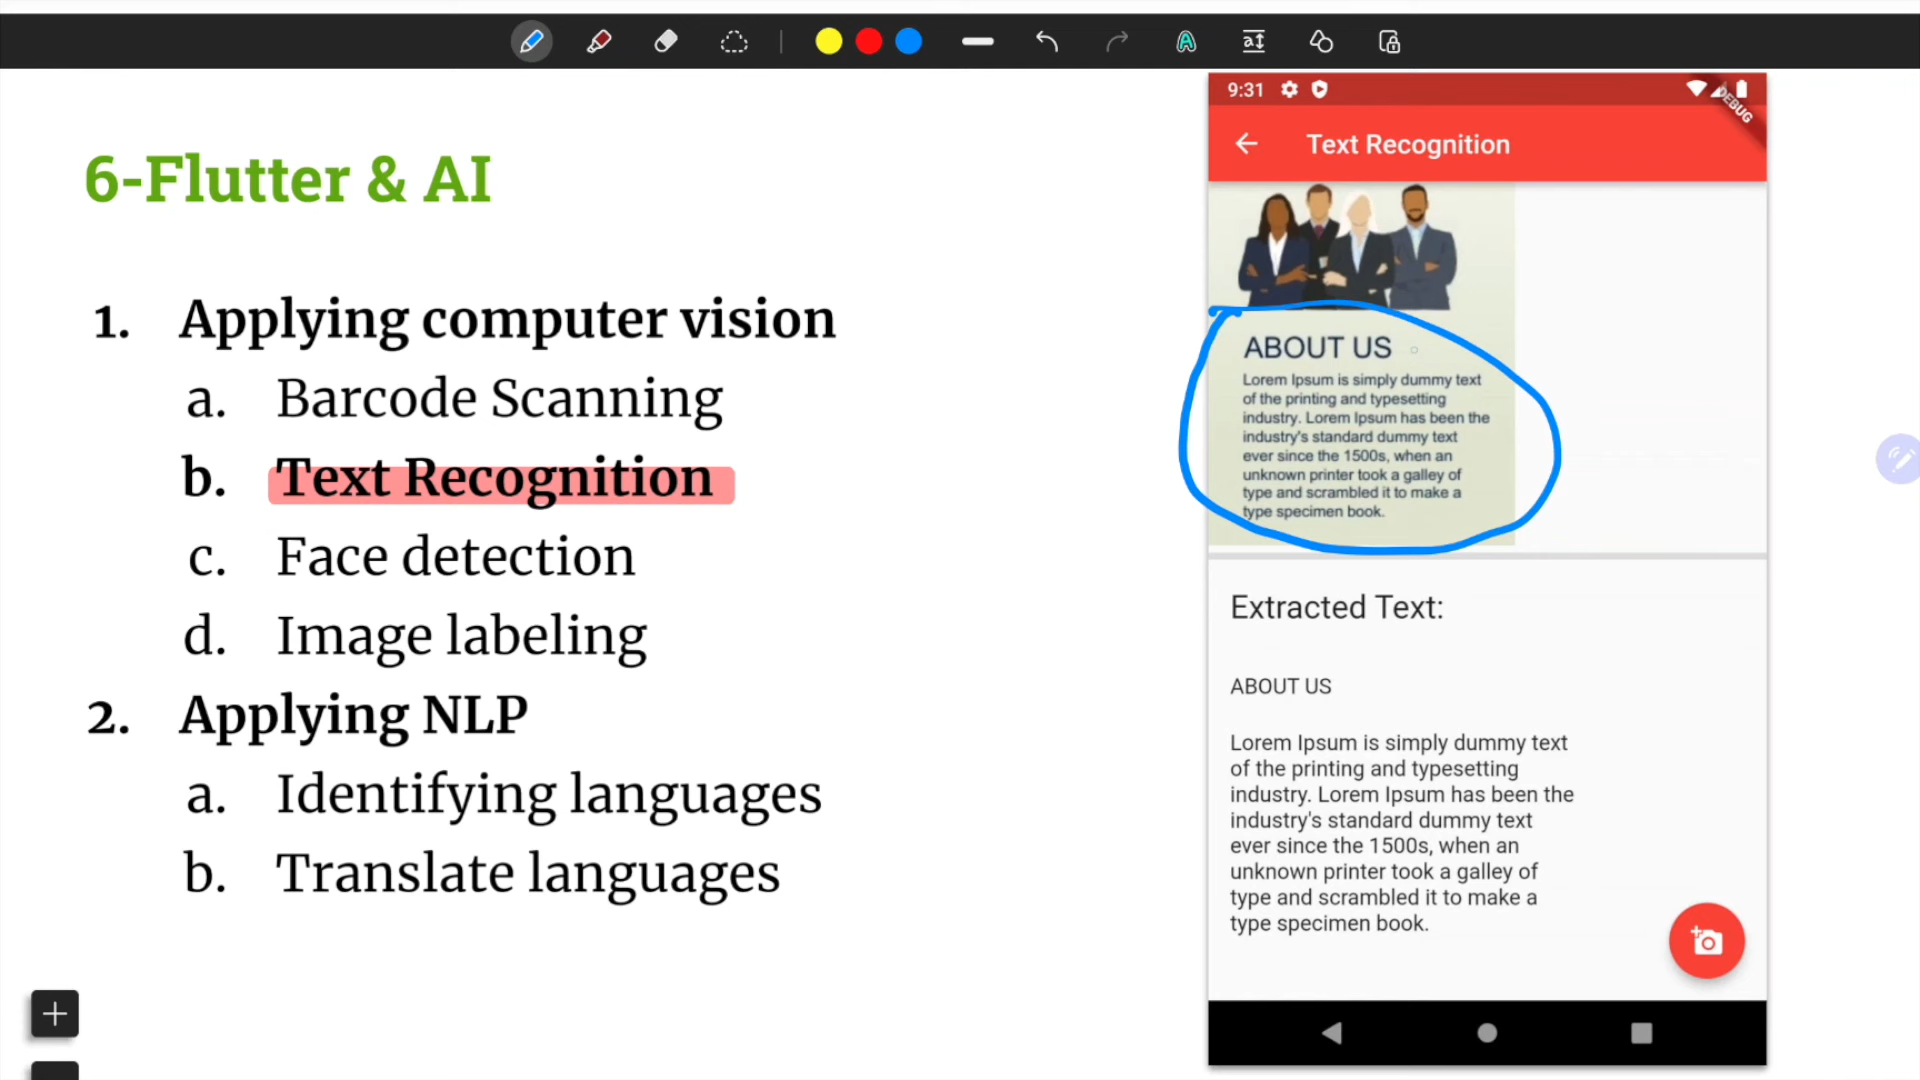 6-Flutter & AI
1. Applying computer vision
a. Barcode Scanning
b. Text Recognition
c. Face detection
d. Image labeling
2. Applying NLP
a. Identifying languages
b. Translate languages
9:31
DEBUG
Text Recognition
ABOUT US
Lorem Ipsum is simply dummy text
of the printing and typesetting
industry. Lorem Ipsum has been the
industry's standard dummy text
ever since the 1500s, when an
unknown printer took a galley of
type and scrambled it to make a
type specimen book.
Extracted Text:
ABOUT US
Lorem Ipsum is simply dummy text
of the printing and typesetting
industry. Lorem Ipsum has been the
industry's standard dummy text
ever since the 1500s, when an
unknown printer took a galley of
type and scrambled it to make a
type specimen book.